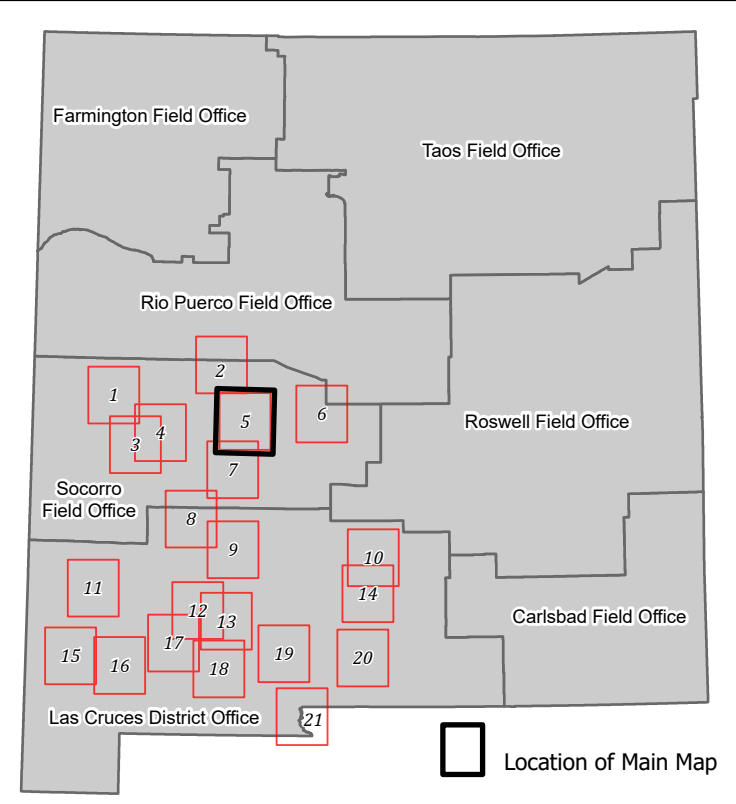 Farmington Field Office
Taos Field Office
Rio Puerco Field Office
2
1
5
6
4
3
Roswell Field Office
7
Socorro
Field Office
8
9
10
11
14
12
13
Carlsbad Field Office
17
15
16
18
19
20
Las Cruces District Office
21
Location of Main Map